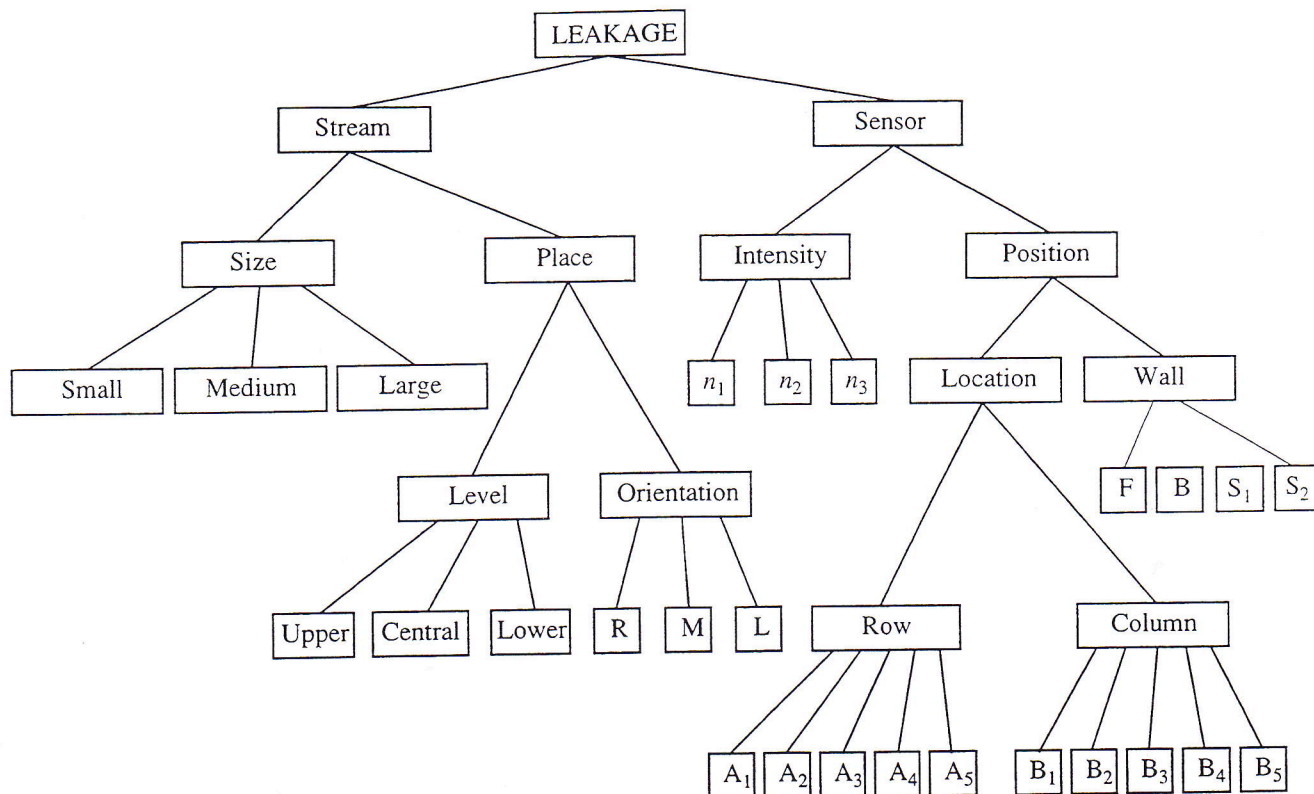 LEAKAGE
Stream Sensor
Size Place Intensity Position
Small Medium Large n₁ n₂ n₃ Location Wall
Level Orientation F B S₁ S₂
Upper Central Lower R M L Row Column
A₁ A₂ A₃ A₄ A₅ B₁ B₂ B₃ B₄ B₅